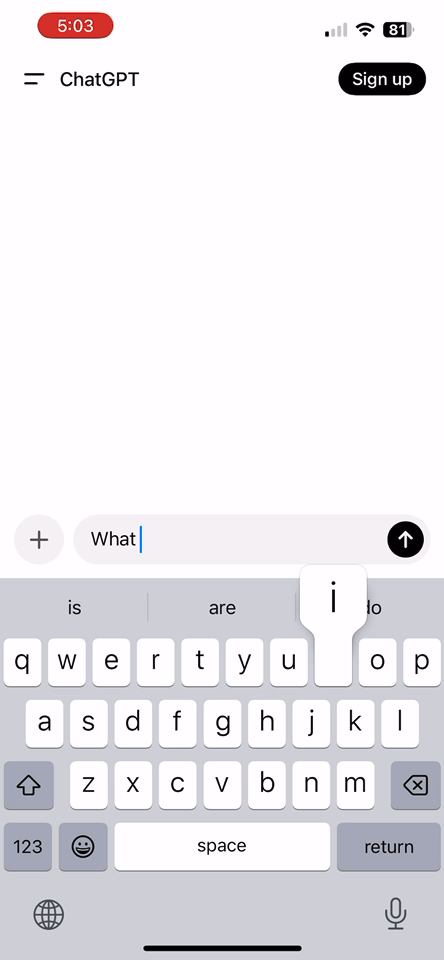 5:03
81
ChatGPT
Sign up
What
i
is
are
do
q w e r t y u o p
a s d f g h j k l
z x c v b n m
123
space
return